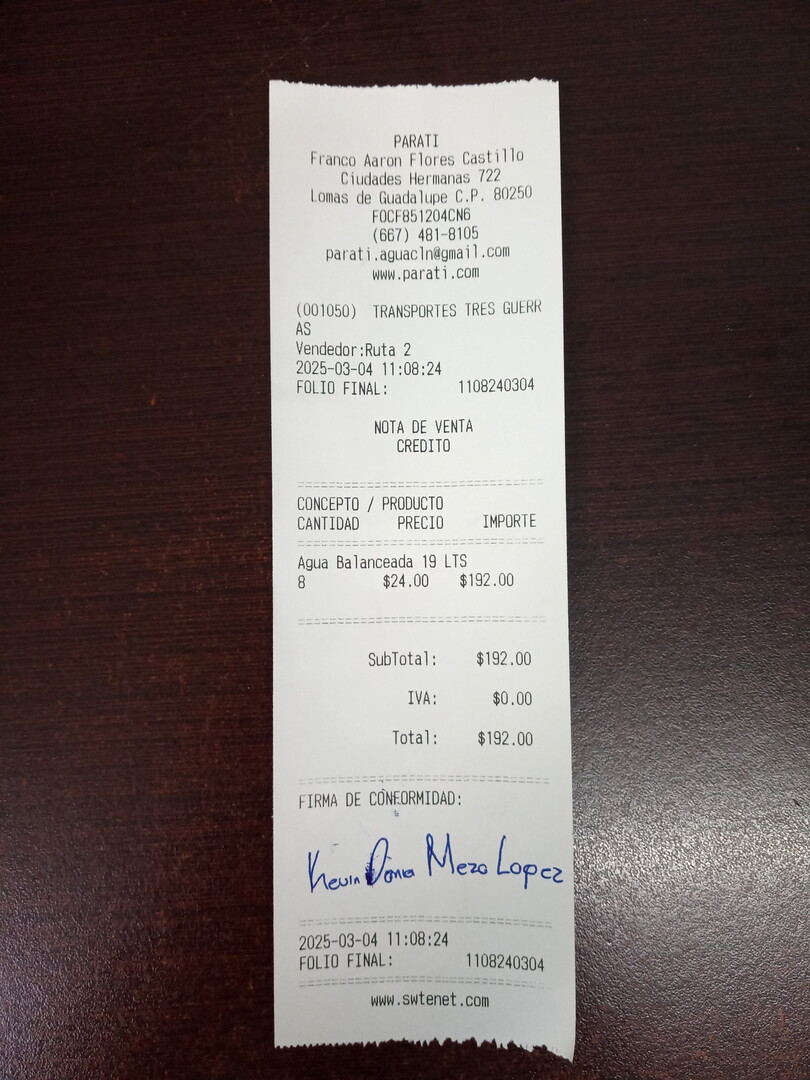 PARATI
Franco Aaron Flores Castillo
Ciudades Hermanas 722
Lomas de Guadalupe C.P. 80250
FOCF851204CN6
(667) 481-8105
parati.aguacln@gmail.com
www.parati.com
(001050) TRANSPORTES TRES GUERR
AS
Vendedor:Ruta 2
2025-03-04 11:08:24
FOLIO FINAL: 1108240304
NOTA DE VENTA
CREDITO
CONCEPTO / PRODUCTO
CANTIDAD PRECIO IMPORTE
Agua Balanceada 19 LTS
8 $24.00 $192.00
SubTotal: $192.00
IVA: $0.00
Total: $192.00
FIRMA DE CONFORMIDAD:
Kevin Meza Lopez
2025-03-04 11:08:24
FOLIO FINAL: 1108240304
www.swtenet.com